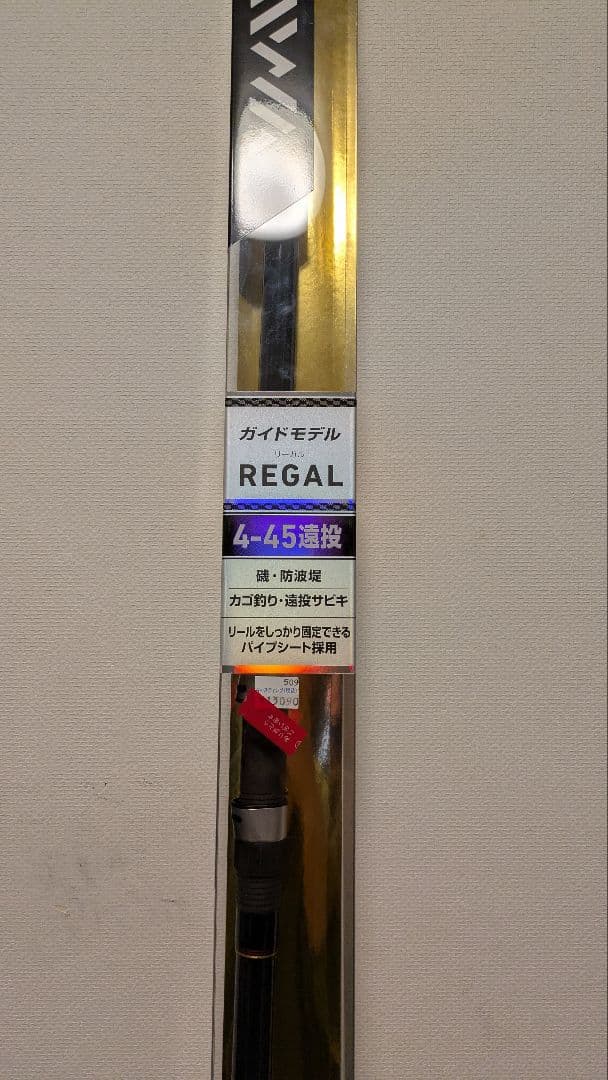 ガイドモデル
リーガル
REGAL
4-45遠投
磯・防波堤
カゴ釣り・遠投サビキ
リールをしっかり固定できる
パイプシート採用
509
13090